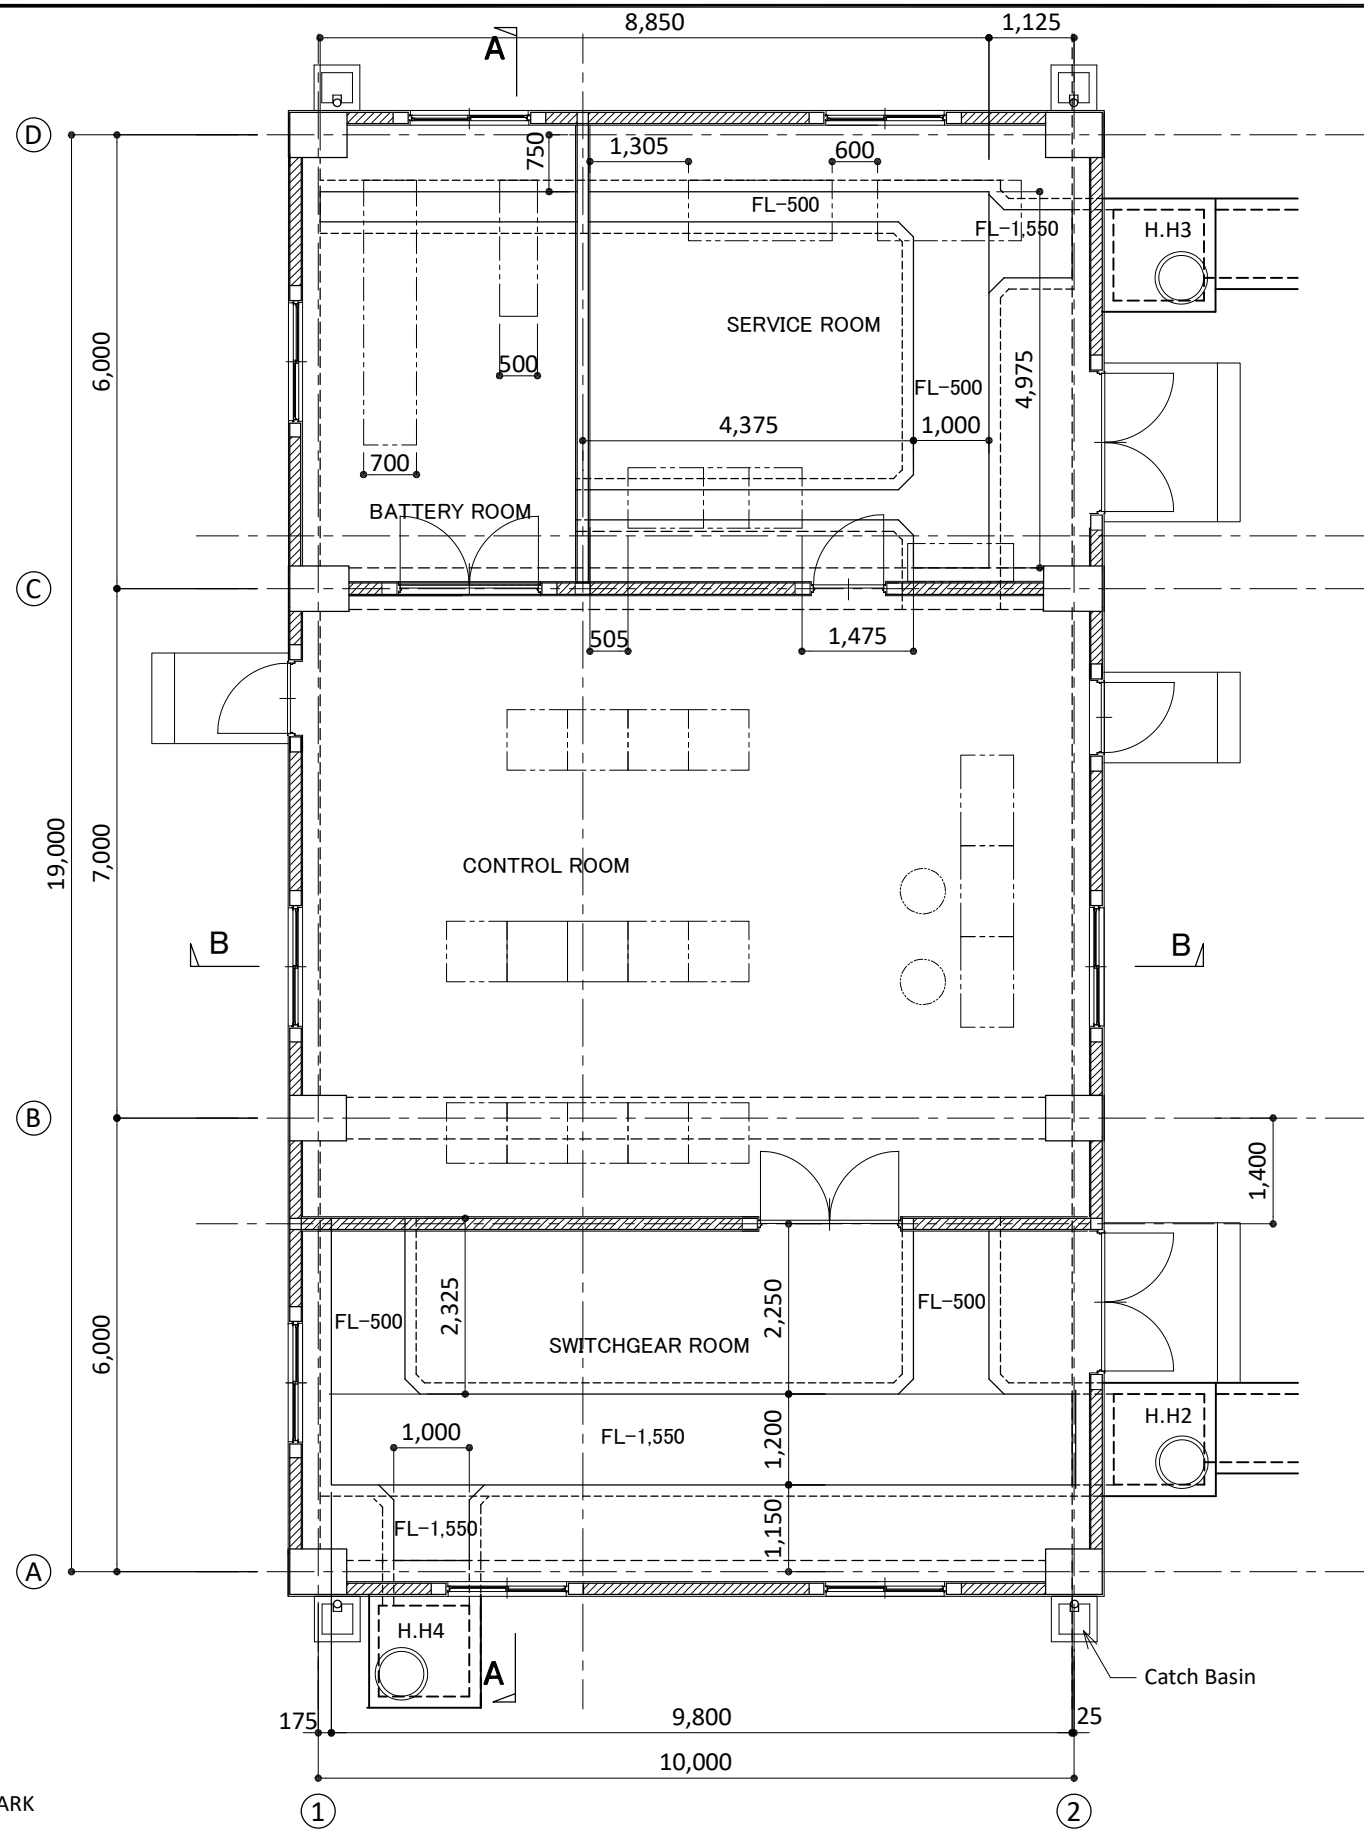 8,850
1,125
A
D
750
1,305
600
FL-500
FL-1,550
H.H3
SERVICE ROOM
6,000
500
FL-500
4,975
4,375
1,000
700
BATTERY ROOM
C
505
1,475
19,000
7,000
CONTROL ROOM
B
B
B
1,400
FL-500
2,325
2,250
FL-500
SWITCHGEAR ROOM
6,000
1,000
FL-1,550
1,200
H.H2
FL-1,550
1,150
A
H.H4
A
Catch Basin
175
9,800
25
10,000
ARK
1
2